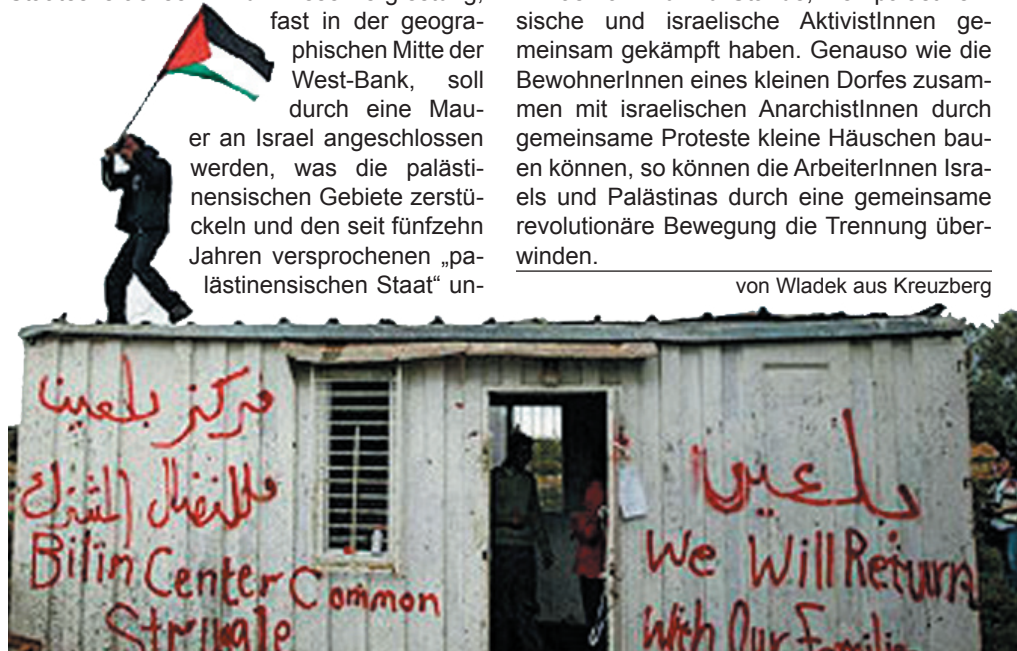 fast in der geogra-
phischen Mitte der
West-Bank, soll
durch eine Mau-
er an Israel angeschlossen
werden, was die palästi-
nensischen Gebiete zerstü-
ckeln und den seit fünfzehn
Jahren versprochenen „pa-
lästinensischen Staat“ un-
sische und israelische AktivistInnen ge-
meinsam gekämpft haben. Genauso wie die
BewohnerInnen eines kleinen Dorfes zusam-
men mit israelischen AnarchistInnen durch
gemeinsame Proteste kleine Häuschen bau-
en können, so können die ArbeiterInnen Isra-
els und Palästinas durch eine gemeinsame
revolutionäre Bewegung die Trennung über-
winden.
von Wladek aus Kreuzberg
مركز بلعين
للنضال المشترك
Bilin Center Common
Struggle
بلعين
We Will Return
With Our